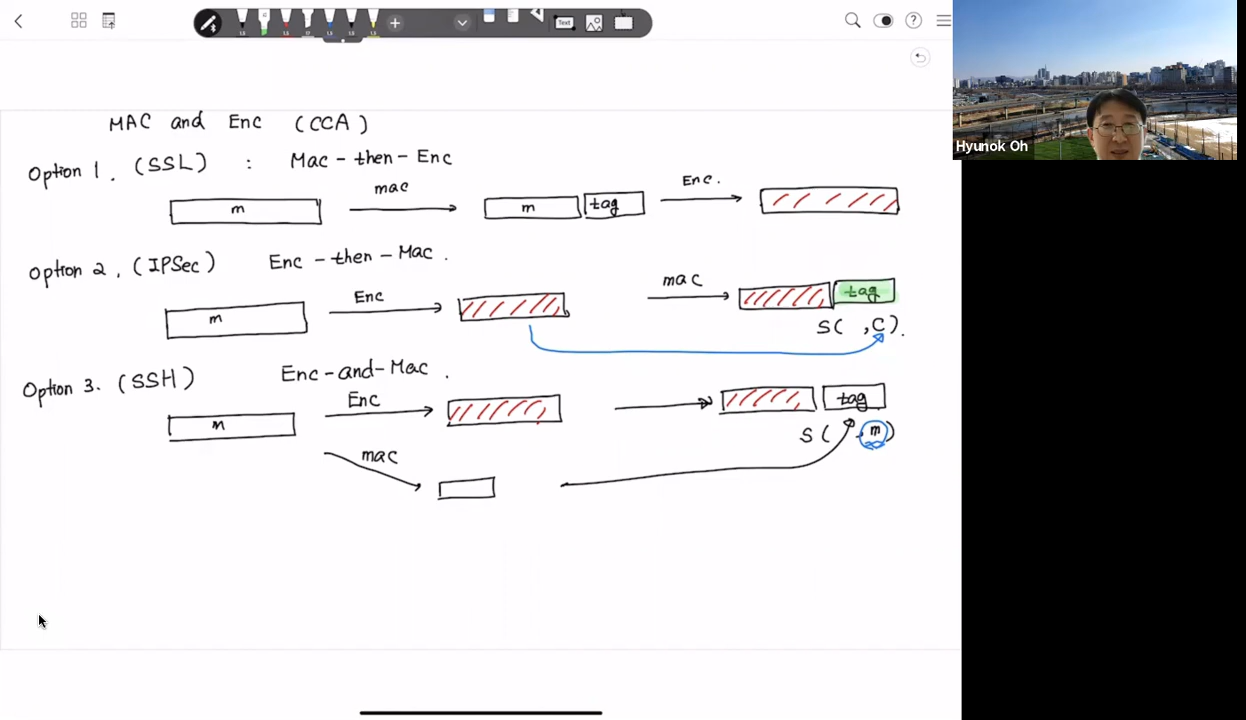 Text
Hyunok Oh
MAC and Enc (CCA)
Option 1. (SSL) : Mac-then-Enc
m mac m tag Enc.
Option 2. (IPSec) Enc-then-Mac.
m Enc mac tag
S( ,C).
Option 3. (SSH) Enc-and-Mac.
m Enc tag
S( ,m)
mac